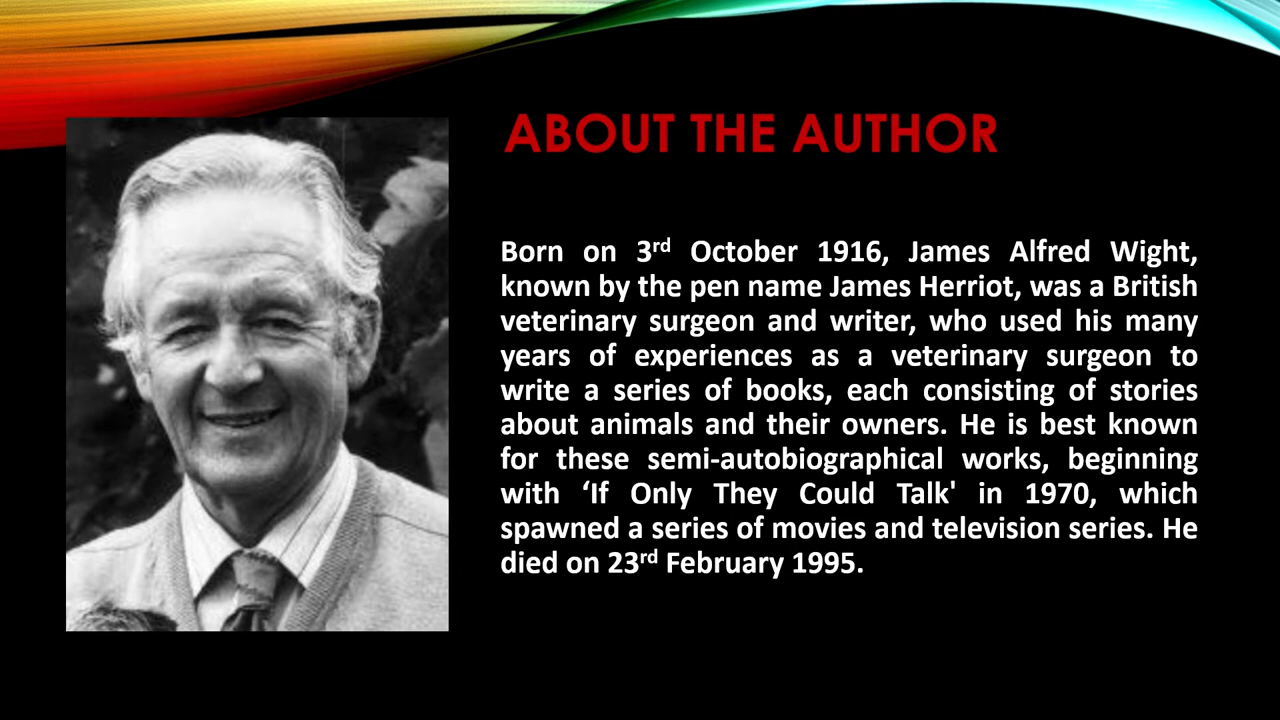 ABOUT THE AUTHOR
Born on 3rd October 1916, James Alfred Wight,
known by the pen name James Herriot, was a British
veterinary surgeon and writer, who used his many
years of experiences as a veterinary surgeon to
write a series of books, each consisting of stories
about animals and their owners. He is best known
for these semi-autobiographical works, beginning
with ‘If Only They Could Talk' in 1970, which
spawned a series of movies and television series. He
died on 23rd February 1995.